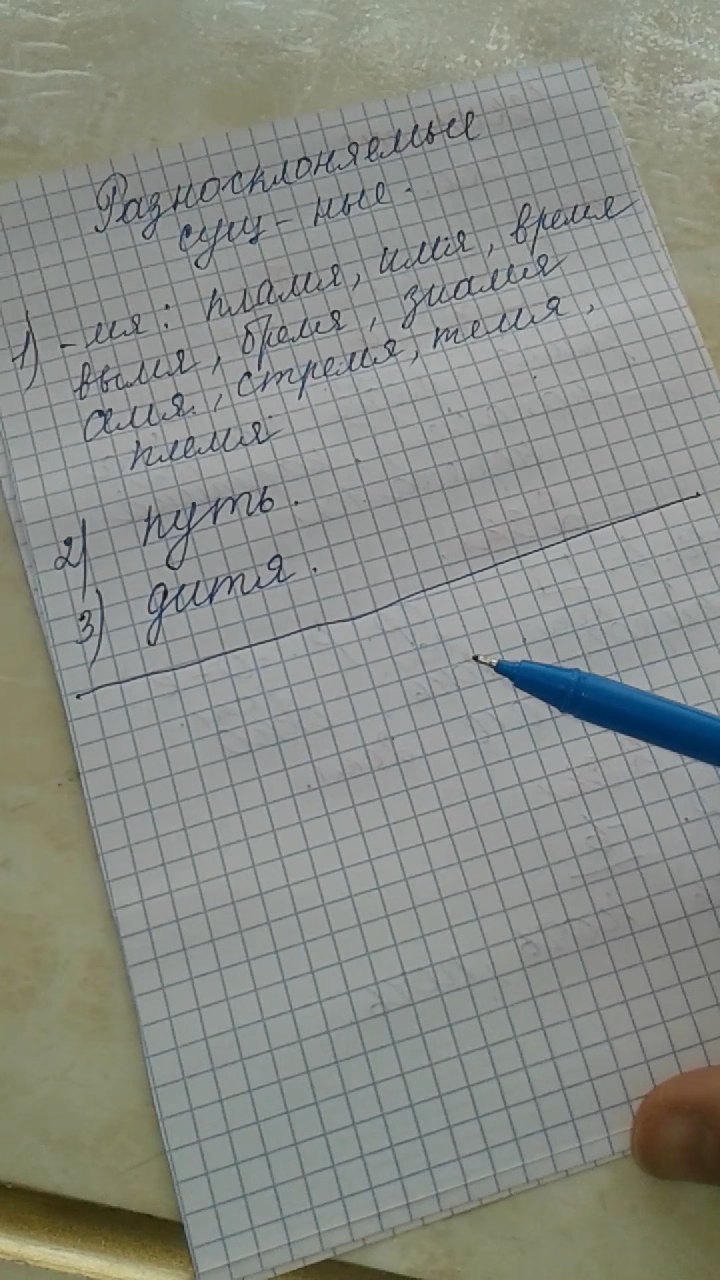 Разносклоняемые
сущ-ные.
1) -мя: пламя, имя, время
вымя, бремя, знамя
семя, стремя, темя,
племя
2) путь.
3) дитя.